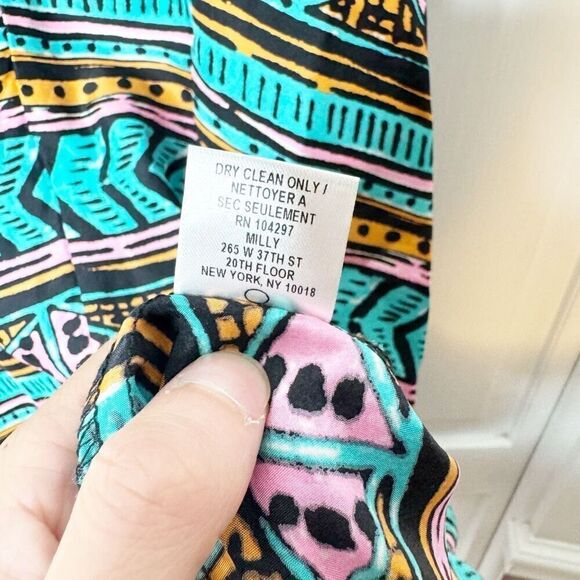 DRY CLEAN ONLY /
NETTOYER A
SEC SEULEMENT
RN 104297
MILLY
265 W 37TH ST
20TH FLOOR
NEW YORK, NY 10018